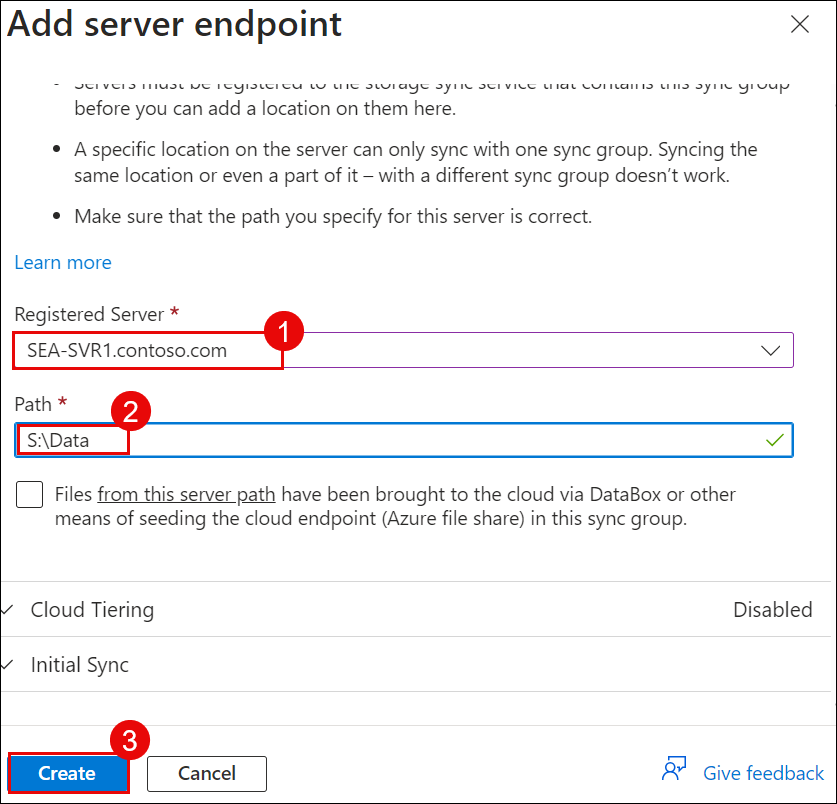 Add server endpoint
• Servers must be registered to the storage sync service that contains this sync group
before you can add a location on them here.
• A specific location on the server can only sync with one sync group. Syncing the
same location or even a part of it – with a different sync group doesn't work.
• Make sure that the path you specify for this server is correct.
Learn more
Registered Server *
1
SEA-SVR1.contoso.com
Path *
2
S:\Data
Files from this server path have been brought to the cloud via DataBox or other
means of seeding the cloud endpoint (Azure file share) in this sync group.
Cloud Tiering Disabled
Initial Sync
3
Create Cancel Give feedback